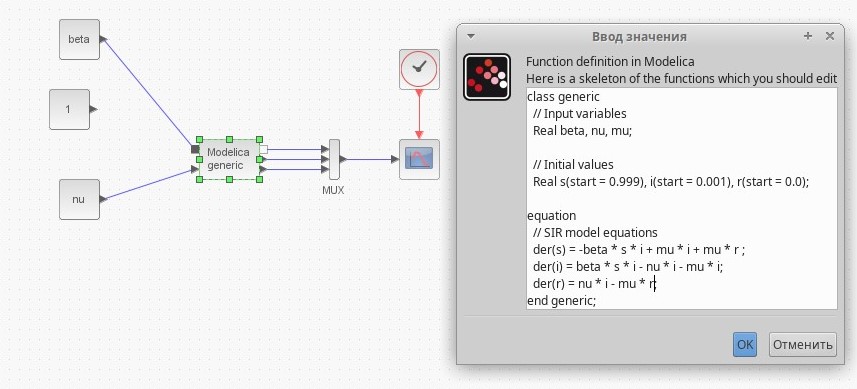 beta
1
nu
Modelica
generic
MUX
Ввод значения
Function definition in Modelica
Here is a skeleton of the functions which you should edit
class generic
// Input variables
Real beta, nu, mu;
// Initial values
Real s(start = 0.999), i(start = 0.001), r(start = 0.0);
equation
// SIR model equations
der(s) = -beta * s * i + mu * i + mu * r ;
der(i) = beta * s * i - nu * i - mu * i;
der(r) = nu * i - mu * r;
end generic;
OK
Отменить